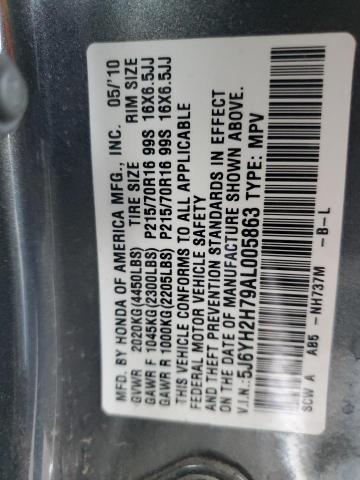 MFD. BY HONDA OF AMERICA MFG., INC. 05/'10
GVWR 2020KG(4450LBS) TIRE SIZE RIM SIZE
GAWR F 1045KG(2300LBS) P215/70R16 99S 16X6.5JJ
GAWR R 1000KG(2205LBS) P215/70R16 99S 16X6.5JJ
THIS VEHICLE CONFORMS TO ALL APPLICABLE
FEDERAL MOTOR VEHICLE SAFETY
AND THEFT PREVENTION STANDARDS IN EFFECT
ON THE DATE OF MANUFACTURE SHOWN ABOVE.
V.I.N.:5J6YH2H79AL005863 TYPE: MPV
SCW A A85 -NH737M -B-L